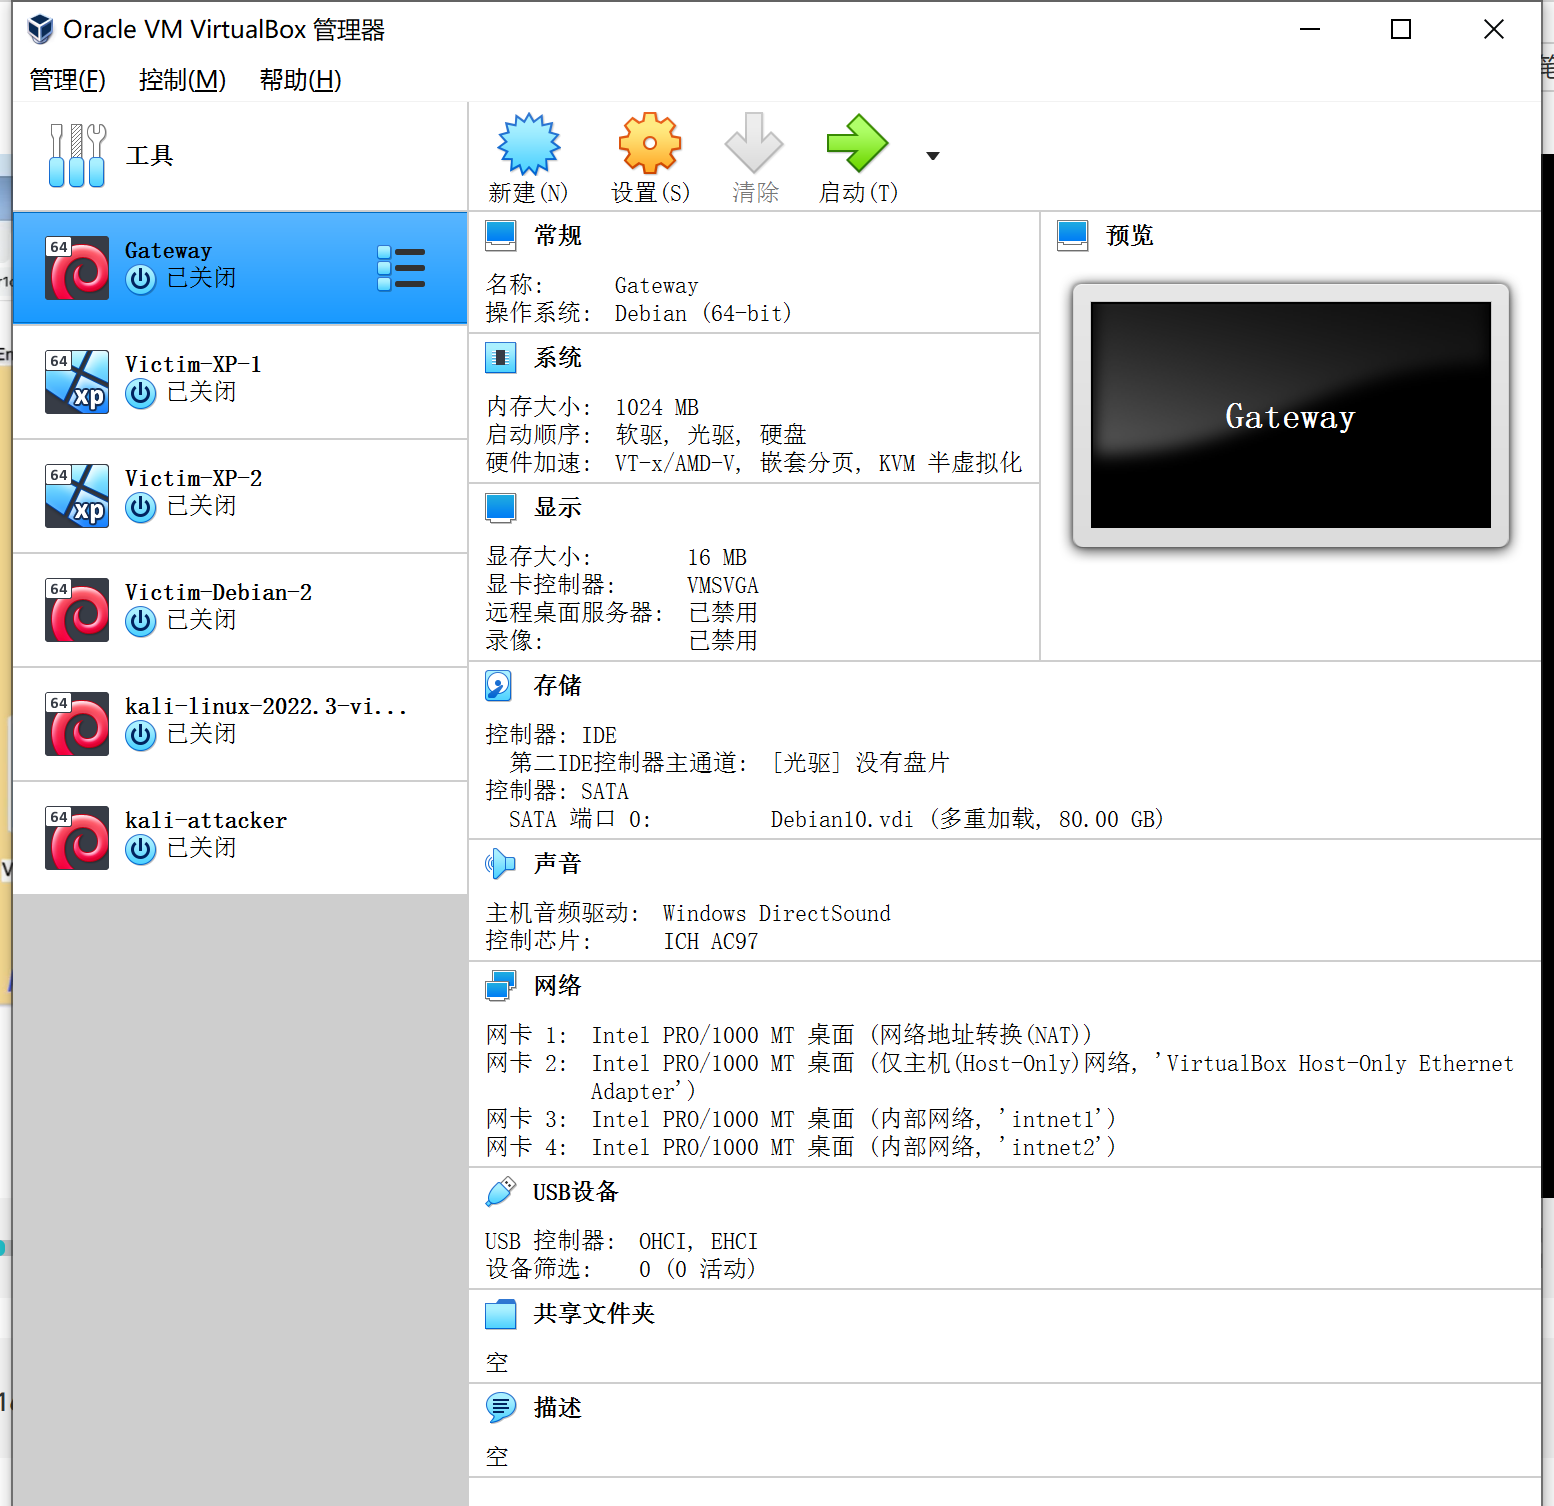 Oracle VM VirtualBox 管理器
管理(F) 控制(M) 帮助(H)
工具
新建(N) 设置(S) 清除 启动(T)
64 Gateway
已关闭
64 Victim-XP-1
xp 已关闭
64 Victim-XP-2
xp 已关闭
64 Victim-Debian-2
已关闭
64 kali-linux-2022.3-vi...
已关闭
64 kali-attacker
已关闭
常规
名称: Gateway
操作系统: Debian (64-bit)
系统
内存大小: 1024 MB
启动顺序: 软驱, 光驱, 硬盘
硬件加速: VT-x/AMD-V, 嵌套分页, KVM 半虚拟化
显示
显存大小: 16 MB
显卡控制器: VMSVGA
远程桌面服务器: 已禁用
录像: 已禁用
预览
Gateway
存储
控制器: IDE
第二IDE控制器主通道: [光驱] 没有盘片
控制器: SATA
SATA 端口 0: Debian10.vdi (多重加载, 80.00 GB)
声音
主机音频驱动: Windows DirectSound
控制芯片: ICH AC97
网络
网卡 1: Intel PRO/1000 MT 桌面 (网络地址转换(NAT))
网卡 2: Intel PRO/1000 MT 桌面 (仅主机(Host-Only)网络, 'VirtualBox Host-Only Ethernet
Adapter')
网卡 3: Intel PRO/1000 MT 桌面 (内部网络, 'intnet1')
网卡 4: Intel PRO/1000 MT 桌面 (内部网络, 'intnet2')
USB设备
USB 控制器: OHCI, EHCI
设备筛选: 0 (0 活动)
共享文件夹
空
描述
空